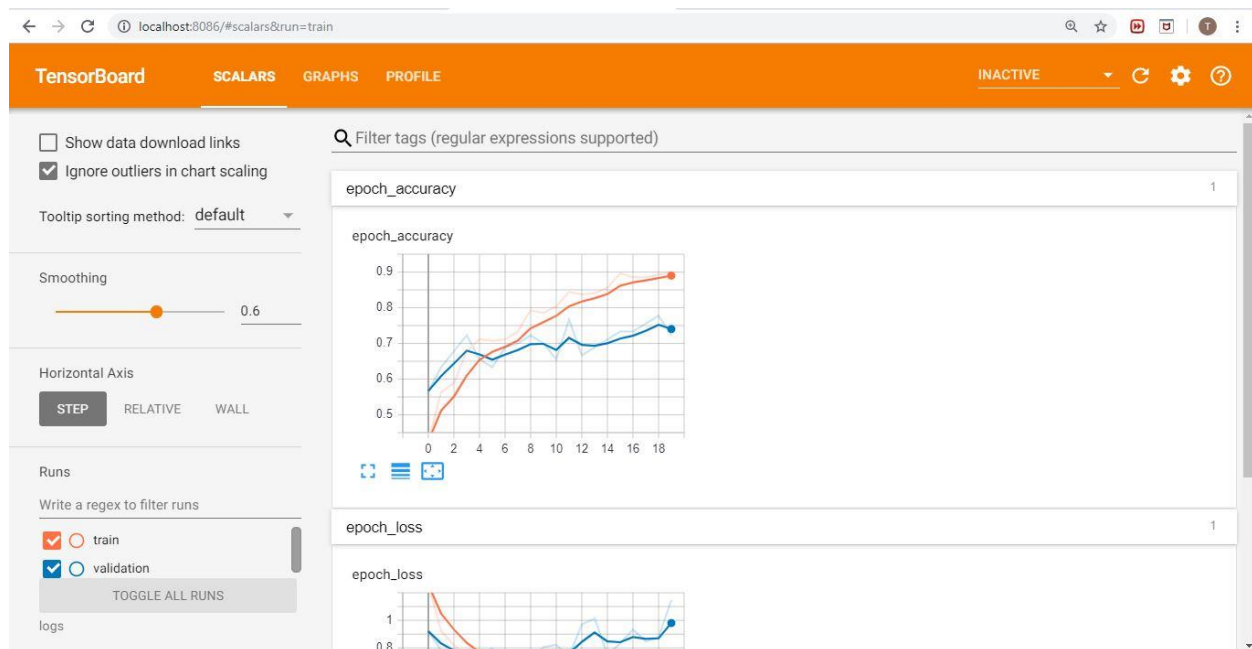 localhost:8086/#scalars&run=train
T
TensorBoard SCALARS GRAPHS PROFILE INACTIVE
Show data download links
Ignore outliers in chart scaling
Tooltip sorting method: default
Smoothing
0.6
Horizontal Axis
STEP RELATIVE WALL
Runs
Write a regex to filter runs
train
validation
TOGGLE ALL RUNS
logs
Filter tags (regular expressions supported)
epoch_accuracy 1
epoch_accuracy
0.9
0.8
0.7
0.6
0.5
0 2 4 6 8 10 12 14 16 18
epoch_loss 1
epoch_loss
1
0.8